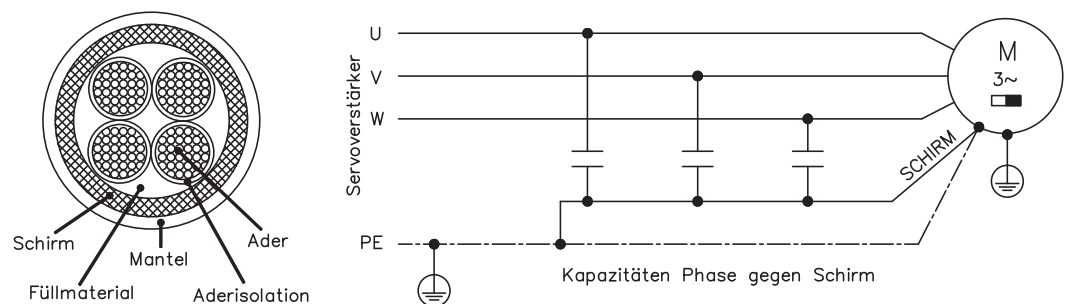 Schirm
Füllmaterial
Mantel
Ader
Aderisolation
Servoverstärker
U
V
W
PE
M
3~
SCHIRM
Kapazitäten Phase gegen Schirm